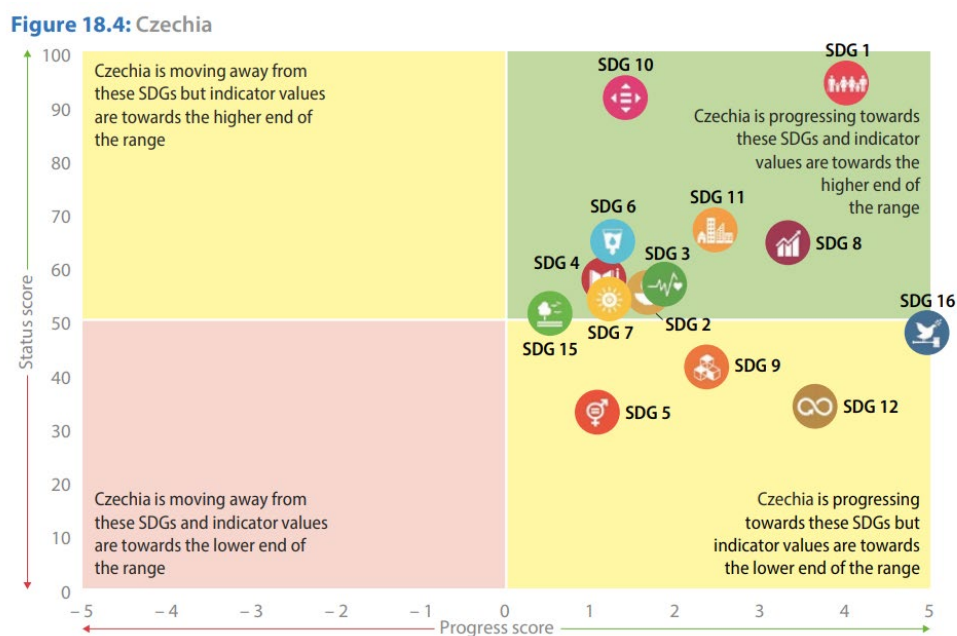 Figure 18.4: Czechia
100
90
80
70
60
50
40
30
20
10
0
Status score
Czechia is moving away from
these SDGs but indicator values
are towards the higher end of
the range
SDG 10
SDG 1
Czechia is progressing towards
these SDGs and indicator
values are towards the
higher end of
the range
SDG 11
SDG 6
SDG 8
SDG 4
SDG 3
SDG 7
SDG 2
SDG 15
SDG 16
SDG 9
SDG 5
SDG 12
Czechia is moving away from
these SDGs and indicator values
are towards the lower end of
the range
Czechia is progressing
towards these SDGs but
indicator values are towards
the lower end of the range
– 5 – 4 – 3 – 2 – 1 0 1 2 3 4 5
Progress score